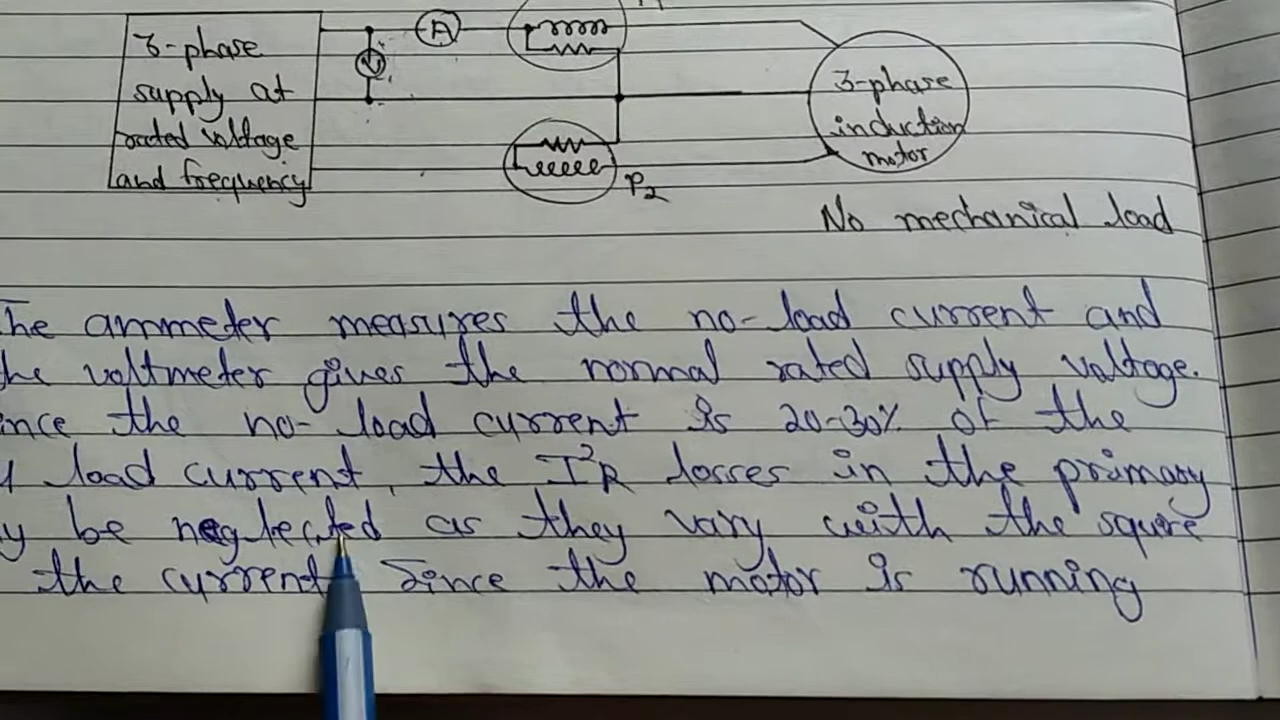 A
3-phase
supply at
rated voltage
and frequency
3-phase
induction
motor
P2
No mechanical load
The ammeter measures the no-load current and
he voltmeter gives the normal rated supply voltage.
ince the no-load current is 20-30% of the
load current, the I²R losses in the primary
y be neglected as they vary with the squre
the current Since the motor is running